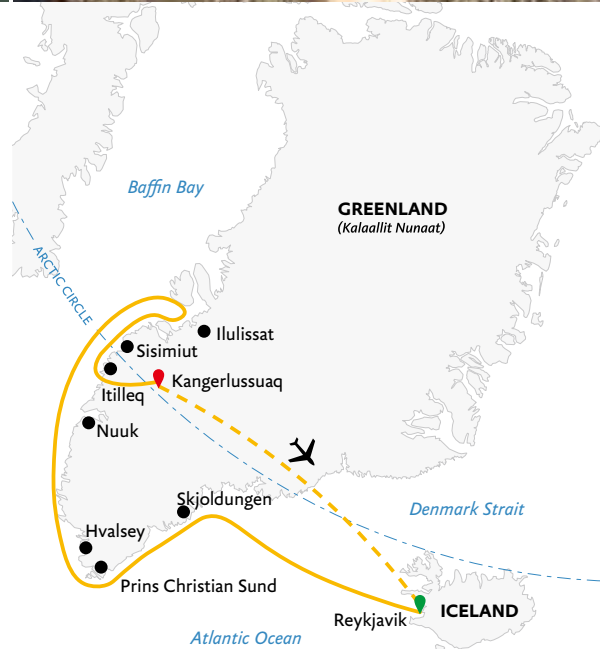 Baffin Bay
GREENLAND
(Kalaallit Nunaat)
ARCTIC CIRCLE
Ilulissat
Sisimiut
Kangerlussuaq
Itilleq
Nuuk
Skjoldungen
Denmark Strait
Hvalsey
Prins Christian Sund
Reykjavik
ICELAND
Atlantic Ocean